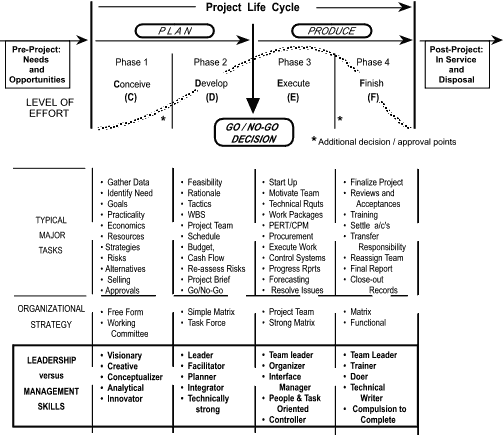 Project Life Cycle
PLAN
PRODUCE
Pre-Project:
Needs
and
Opportunities
Phase 1
Conceive
(C)
Phase 2
Develop
(D)
Phase 3
Execute
(E)
Phase 4
Finish
(F)
Post-Project:
In Service
and
Disposal
LEVEL OF
EFFORT
*
*
GO / NO-GO
DECISION
* Additional decision / approval points
TYPICAL
MAJOR
TASKS
• Gather Data
• Identify Need
• Goals
• Practicality
• Economics
• Resources
• Strategies
• Risks
• Alternatives
• Selling
• Approvals
• Feasibility
• Rationale
• Tactics
• WBS
• Project Team
• Schedule
• Budget,
Cash Flow
• Re-assess Risks
• Project Brief
• Go/No-Go
• Start Up
• Motivate Team
• Technical Rquts
• Work Packages
• PERT/CPM
• Procurement
• Execute Work
• Control Systems
• Progress Rprts
• Forecasting
• Resolve Issues
• Finalize Project
• Reviews and
Acceptances
• Training
• Settle a/c's
• Transfer
Responsibility
• Reassign Team
• Final Report
• Close-out
Records
ORGANIZATIONAL
STRATEGY
• Free Form
• Working
Committee
• Simple Matrix
• Task Force
• Project Team
• Strong Matrix
• Matrix
• Functional
LEADERSHIP
versus
MANAGEMENT
SKILLS
• Visionary
• Creative
• Conceptualizer
• Analytical
• Innovator
• Leader
• Facilitator
• Planner
• Integrator
• Technically
strong
• Team leader
• Organizer
• Interface
Manager
• People & Task
Oriented
• Controller
• Team Leader
• Trainer
• Doer
• Technical
Writer
• Compulsion to
Complete